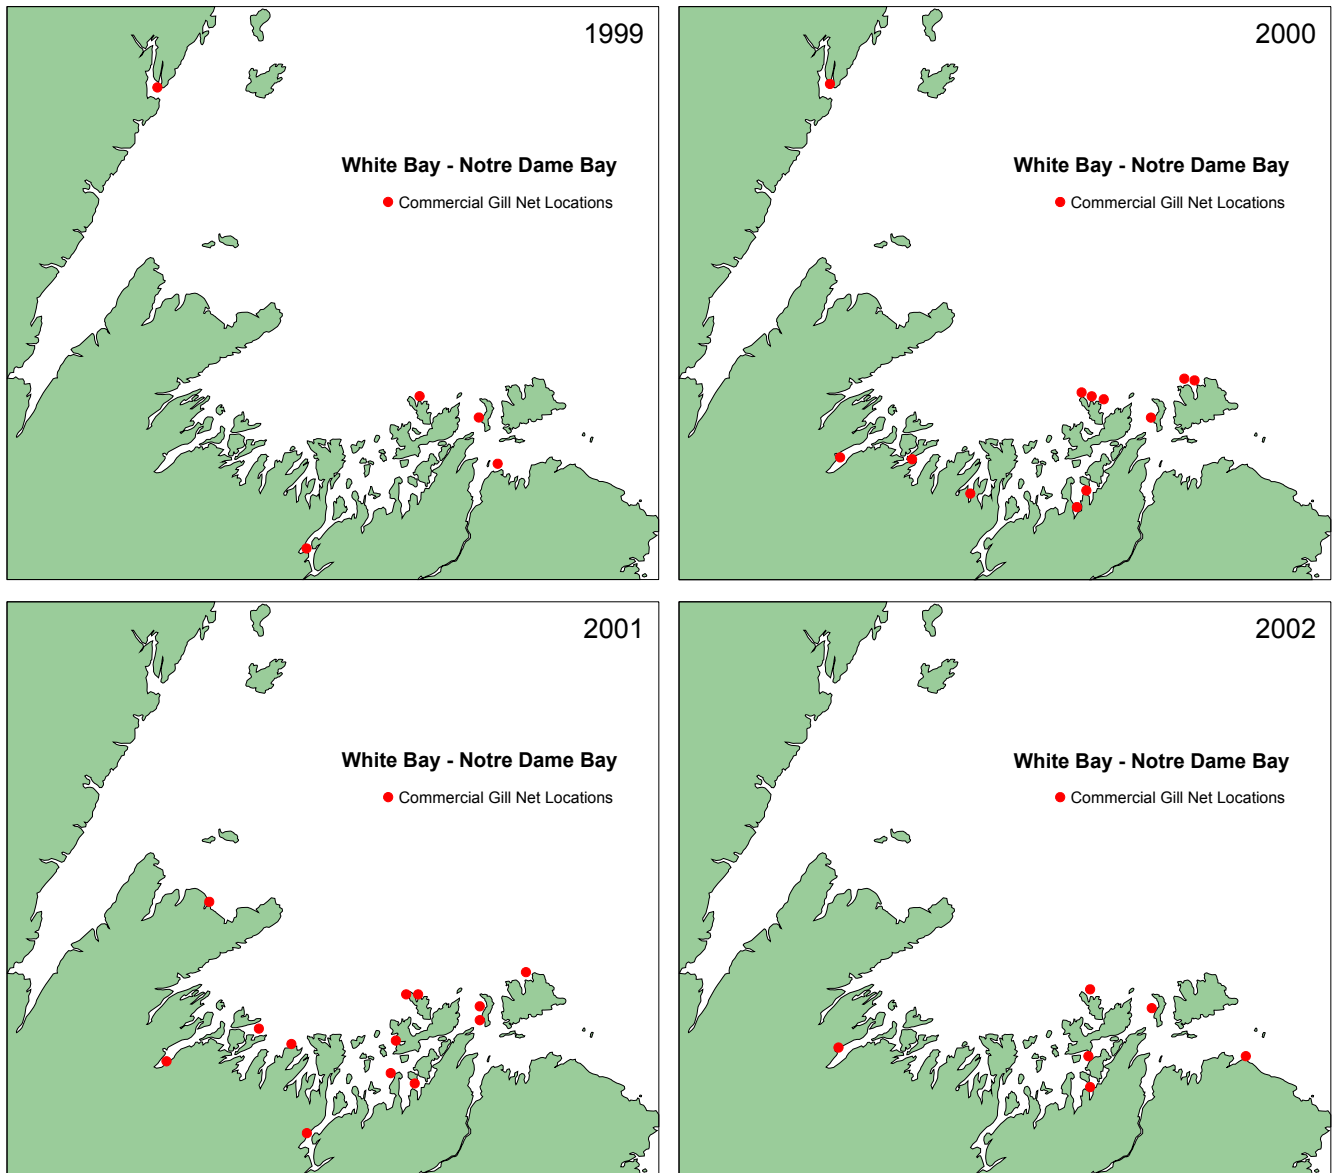 1999
White Bay - Notre Dame Bay
Commercial Gill Net Locations
2000
White Bay - Notre Dame Bay
Commercial Gill Net Locations
2001
White Bay - Notre Dame Bay
Commercial Gill Net Locations
2002
White Bay - Notre Dame Bay
Commercial Gill Net Locations